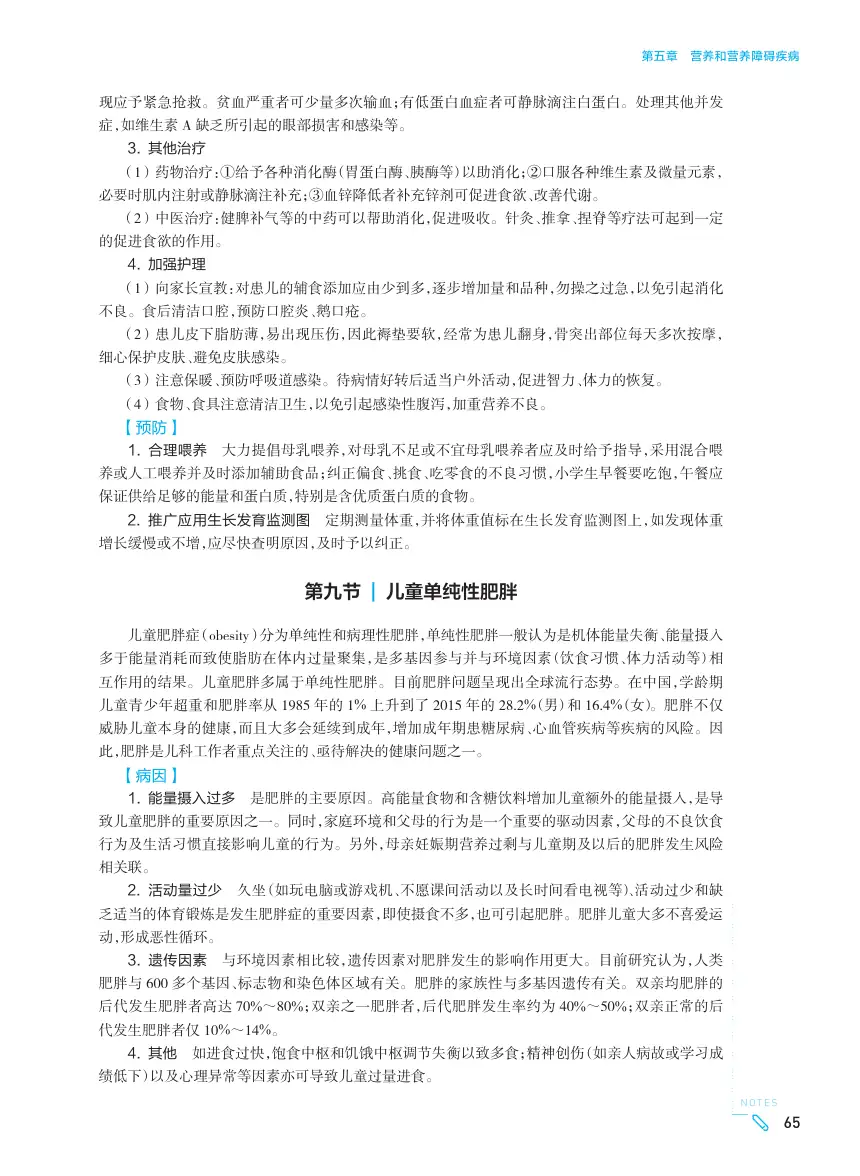 第五章　营养和营养障碍疾病
现应予紧急抢救。贫血严重者可少量多次输血;有低蛋白血症者可静脉滴注白蛋白。处理其他并发
症,如维生素 A 缺乏所引起的眼部损害和感染等。
3. 其他治疗
（1）药物治疗:①给予各种消化酶(胃蛋白酶、胰酶等)以助消化;②口服各种维生素及微量元素,
必要时肌内注射或静脉滴注补充;③血锌降低者补充锌剂可促进食欲、改善代谢。
（2）中医治疗:健脾补气等的中药可以帮助消化,促进吸收。针灸、推拿、捏脊等疗法可起到一定
的促进食欲的作用。
4. 加强护理
（1）向家长宣教:对患儿的辅食添加应由少到多,逐步增加量和品种,勿操之过急,以免引起消化
不良。食后清洁口腔,预防口腔炎、鹅口疮。
（2）患儿皮下脂肪薄,易出现压伤,因此褥垫要软,经常为患儿翻身,骨突出部位每天多次按摩,
细心保护皮肤、避免皮肤感染。
（3）注意保暖、预防呼吸道感染。待病情好转后适当户外活动,促进智力、体力的恢复。
（4）食物、食具注意清洁卫生,以免引起感染性腹泻,加重营养不良。
【预防】
1. 合理喂养　大力提倡母乳喂养,对母乳不足或不宜母乳喂养者应及时给予指导,采用混合喂
养或人工喂养并及时添加辅助食品;纠正偏食、挑食、吃零食的不良习惯,小学生早餐要吃饱,午餐应
保证供给足够的能量和蛋白质,特别是含优质蛋白质的食物。
2. 推广应用生长发育监测图　定期测量体重,并将体重值标在生长发育监测图上,如发现体重
增长缓慢或不增,应尽快查明原因,及时予以纠正。
第九节 | 儿童单纯性肥胖
儿童肥胖症(obesity)分为单纯性和病理性肥胖,单纯性肥胖一般认为是机体能量失衡、能量摄入
多于能量消耗而致使脂肪在体内过量聚集,是多基因参与并与环境因素(饮食习惯、体力活动等)相
互作用的结果。儿童肥胖多属于单纯性肥胖。目前肥胖问题呈现出全球流行态势。在中国,学龄期
儿童青少年超重和肥胖率从 1985 年的 1% 上升到了 2015 年的 28.2%(男)和 16.4%(女)。肥胖不仅
威胁儿童本身的健康,而且大多会延续到成年,增加成年期患糖尿病、心血管疾病等疾病的风险。因
此,肥胖是儿科工作者重点关注的、亟待解决的健康问题之一。
【病因】
1. 能量摄入过多　是肥胖的主要原因。高能量食物和含糖饮料增加儿童额外的能量摄入,是导
致儿童肥胖的重要原因之一。同时,家庭环境和父母的行为是一个重要的驱动因素,父母的不良饮食
行为及生活习惯直接影响儿童的行为。另外,母亲妊娠期营养过剩与儿童期及以后的肥胖发生风险
相关联。
2. 活动量过少　久坐(如玩电脑或游戏机、不愿课间活动以及长时间看电视等)、活动过少和缺
乏适当的体育锻炼是发生肥胖症的重要因素,即使摄食不多,也可引起肥胖。肥胖儿童大多不喜爱运
动,形成恶性循环。
3. 遗传因素　与环境因素相比较,遗传因素对肥胖发生的影响作用更大。目前研究认为,人类
肥胖与 600 多个基因、标志物和染色体区域有关。肥胖的家族性与多基因遗传有关。双亲均肥胖的
后代发生肥胖者高达 70%～80%;双亲之一肥胖者,后代肥胖发生率约为 40%～50%;双亲正常的后
代发生肥胖者仅 10%～14%。
4. 其他　如进食过快,饱食中枢和饥饿中枢调节失衡以致多食;精神创伤(如亲人病故或学习成
绩低下)以及心理异常等因素亦可导致儿童过量进食。
NOTES
65